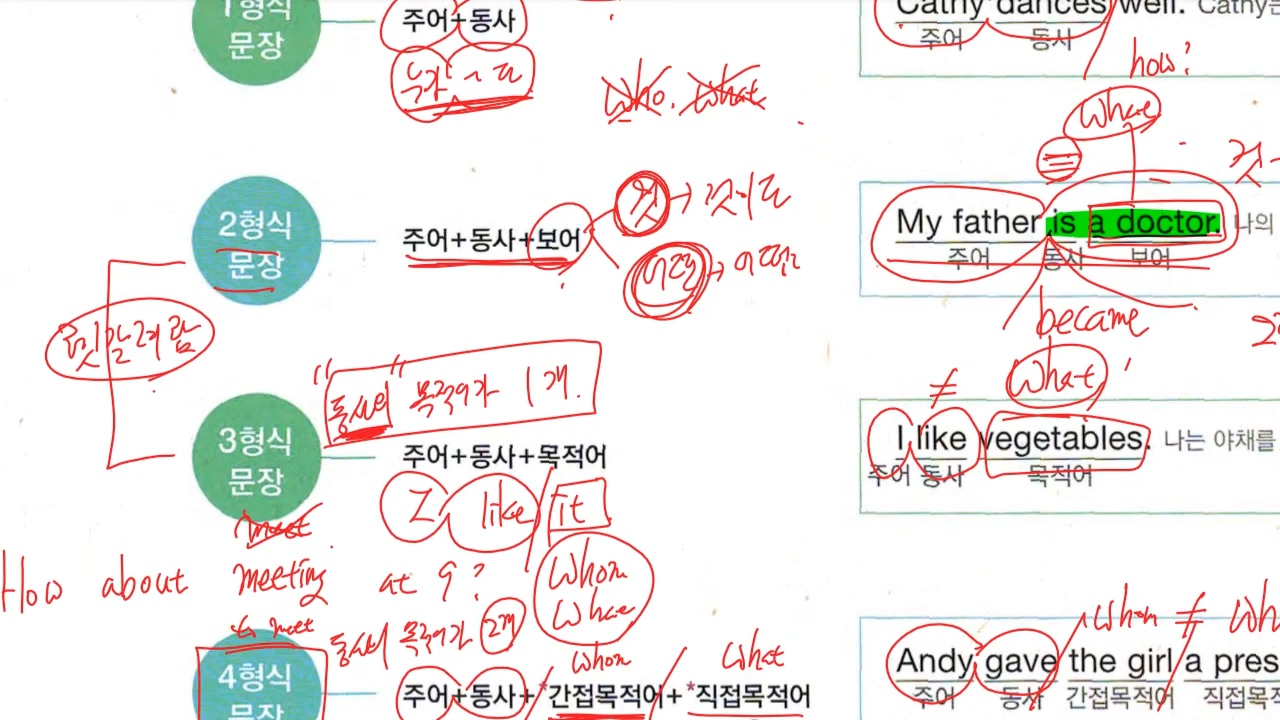 1형식
문장
주어+동사
누가 ~ 다
Who. What
Cathy dances well. Cathy는
주어 동사
how?
What
2형식
문장
주어+동사+보어
것 → 것이다
어떤 → 어떤
=
것
My father is a doctor. 나의
주어 동사 보어
became
헷갈려함
"동사의" 목적어가 1개.
What
≠
3형식
문장
주어+동사+목적어
I like it
I like vegetables. 나는 야채를
주어 동사 목적어
meet
How about meeting at 9?
Whom
What
meet
동사의 목적어가 2개
Whom What
Whom ≠ Wh
4형식
문장
주어+동사+*간접목적어+*직접목적어
Andy gave the girl a pres
주어 동사 간접목적어 직접목적